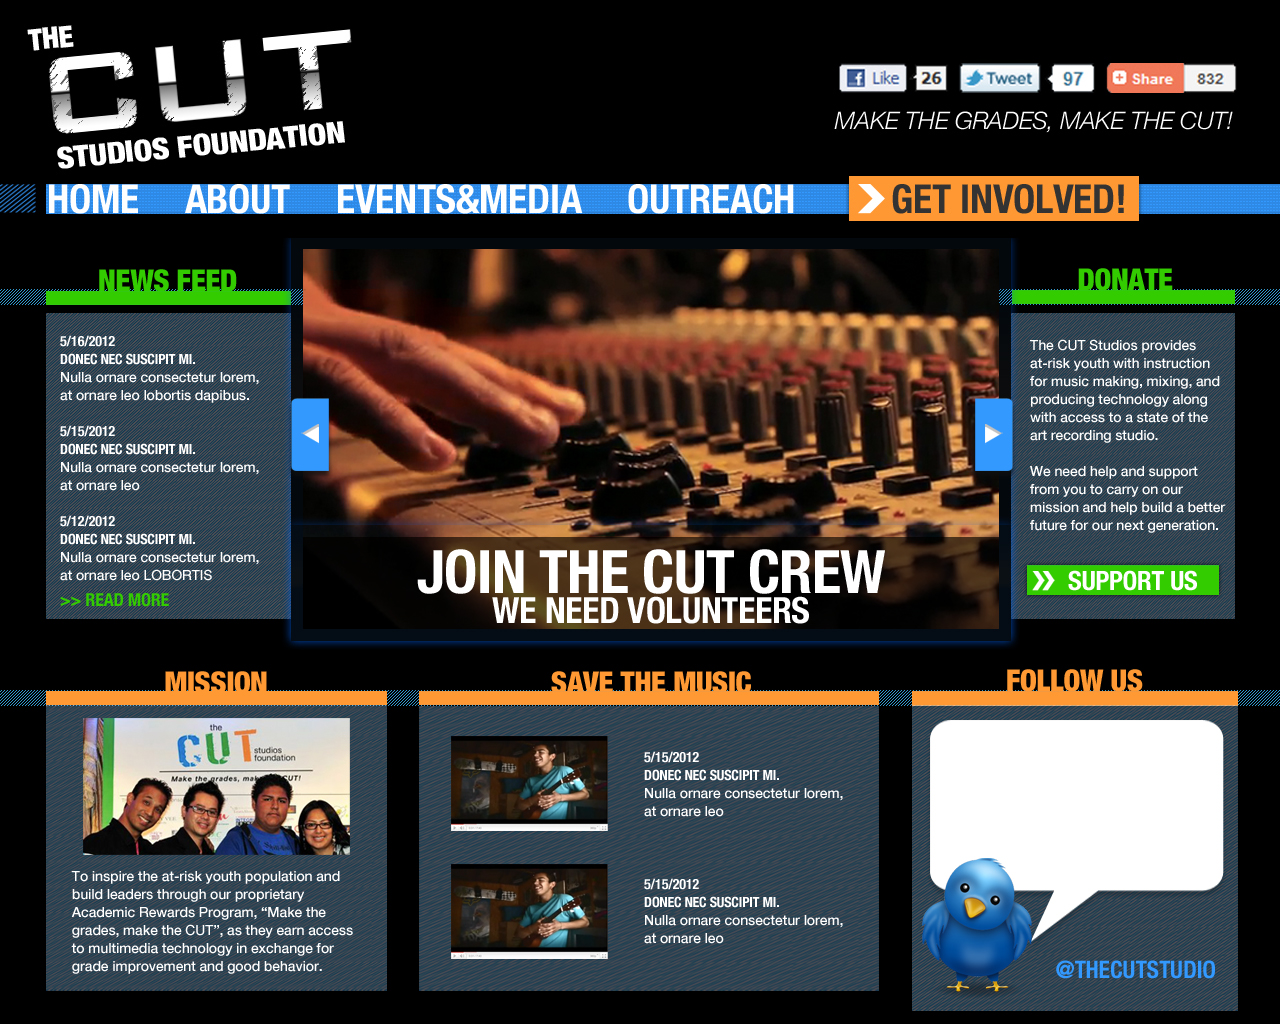 THE
CUT
STUDIOS FOUNDATION
Like 26 Tweet 97 Share 832
MAKE THE GRADES, MAKE THE CUT!
HOME ABOUT EVENTS&MEDIA OUTREACH GET INVOLVED!
NEWS FEED
5/16/2012
DONEC NEC SUSCIPIT MI.
Nulla ornare consectetur lorem,
at ornare leo lobortis dapibus.
5/15/2012
DONEC NEC SUSCIPIT MI.
Nulla ornare consectetur lorem,
at ornare leo
5/12/2012
DONEC NEC SUSCIPIT MI.
Nulla ornare consectetur lorem,
at ornare leo LOBORTIS
>> READ MORE
JOIN THE CUT CREW
WE NEED VOLUNTEERS
DONATE
The CUT Studios provides
at-risk youth with instruction
for music making, mixing, and
producing technology along
with access to a state of the
art recording studio.
We need help and support
from you to carry on our
mission and help build a better
future for our next generation.
SUPPORT US
MISSION
the
CUT
studios
foundation
Make the grades, CUT!
To inspire the at-risk youth population and
build leaders through our proprietary
Academic Rewards Program, “Make the
grades, make the CUT”, as they earn access
to multimedia technology in exchange for
grade improvement and good behavior.
SAVE THE MUSIC
5/15/2012
DONEC NEC SUSCIPIT MI.
Nulla ornare consectetur lorem,
at ornare leo
5/15/2012
DONEC NEC SUSCIPIT MI.
Nulla ornare consectetur lorem,
at ornare leo
FOLLOW US
@THECUTSTUDIO